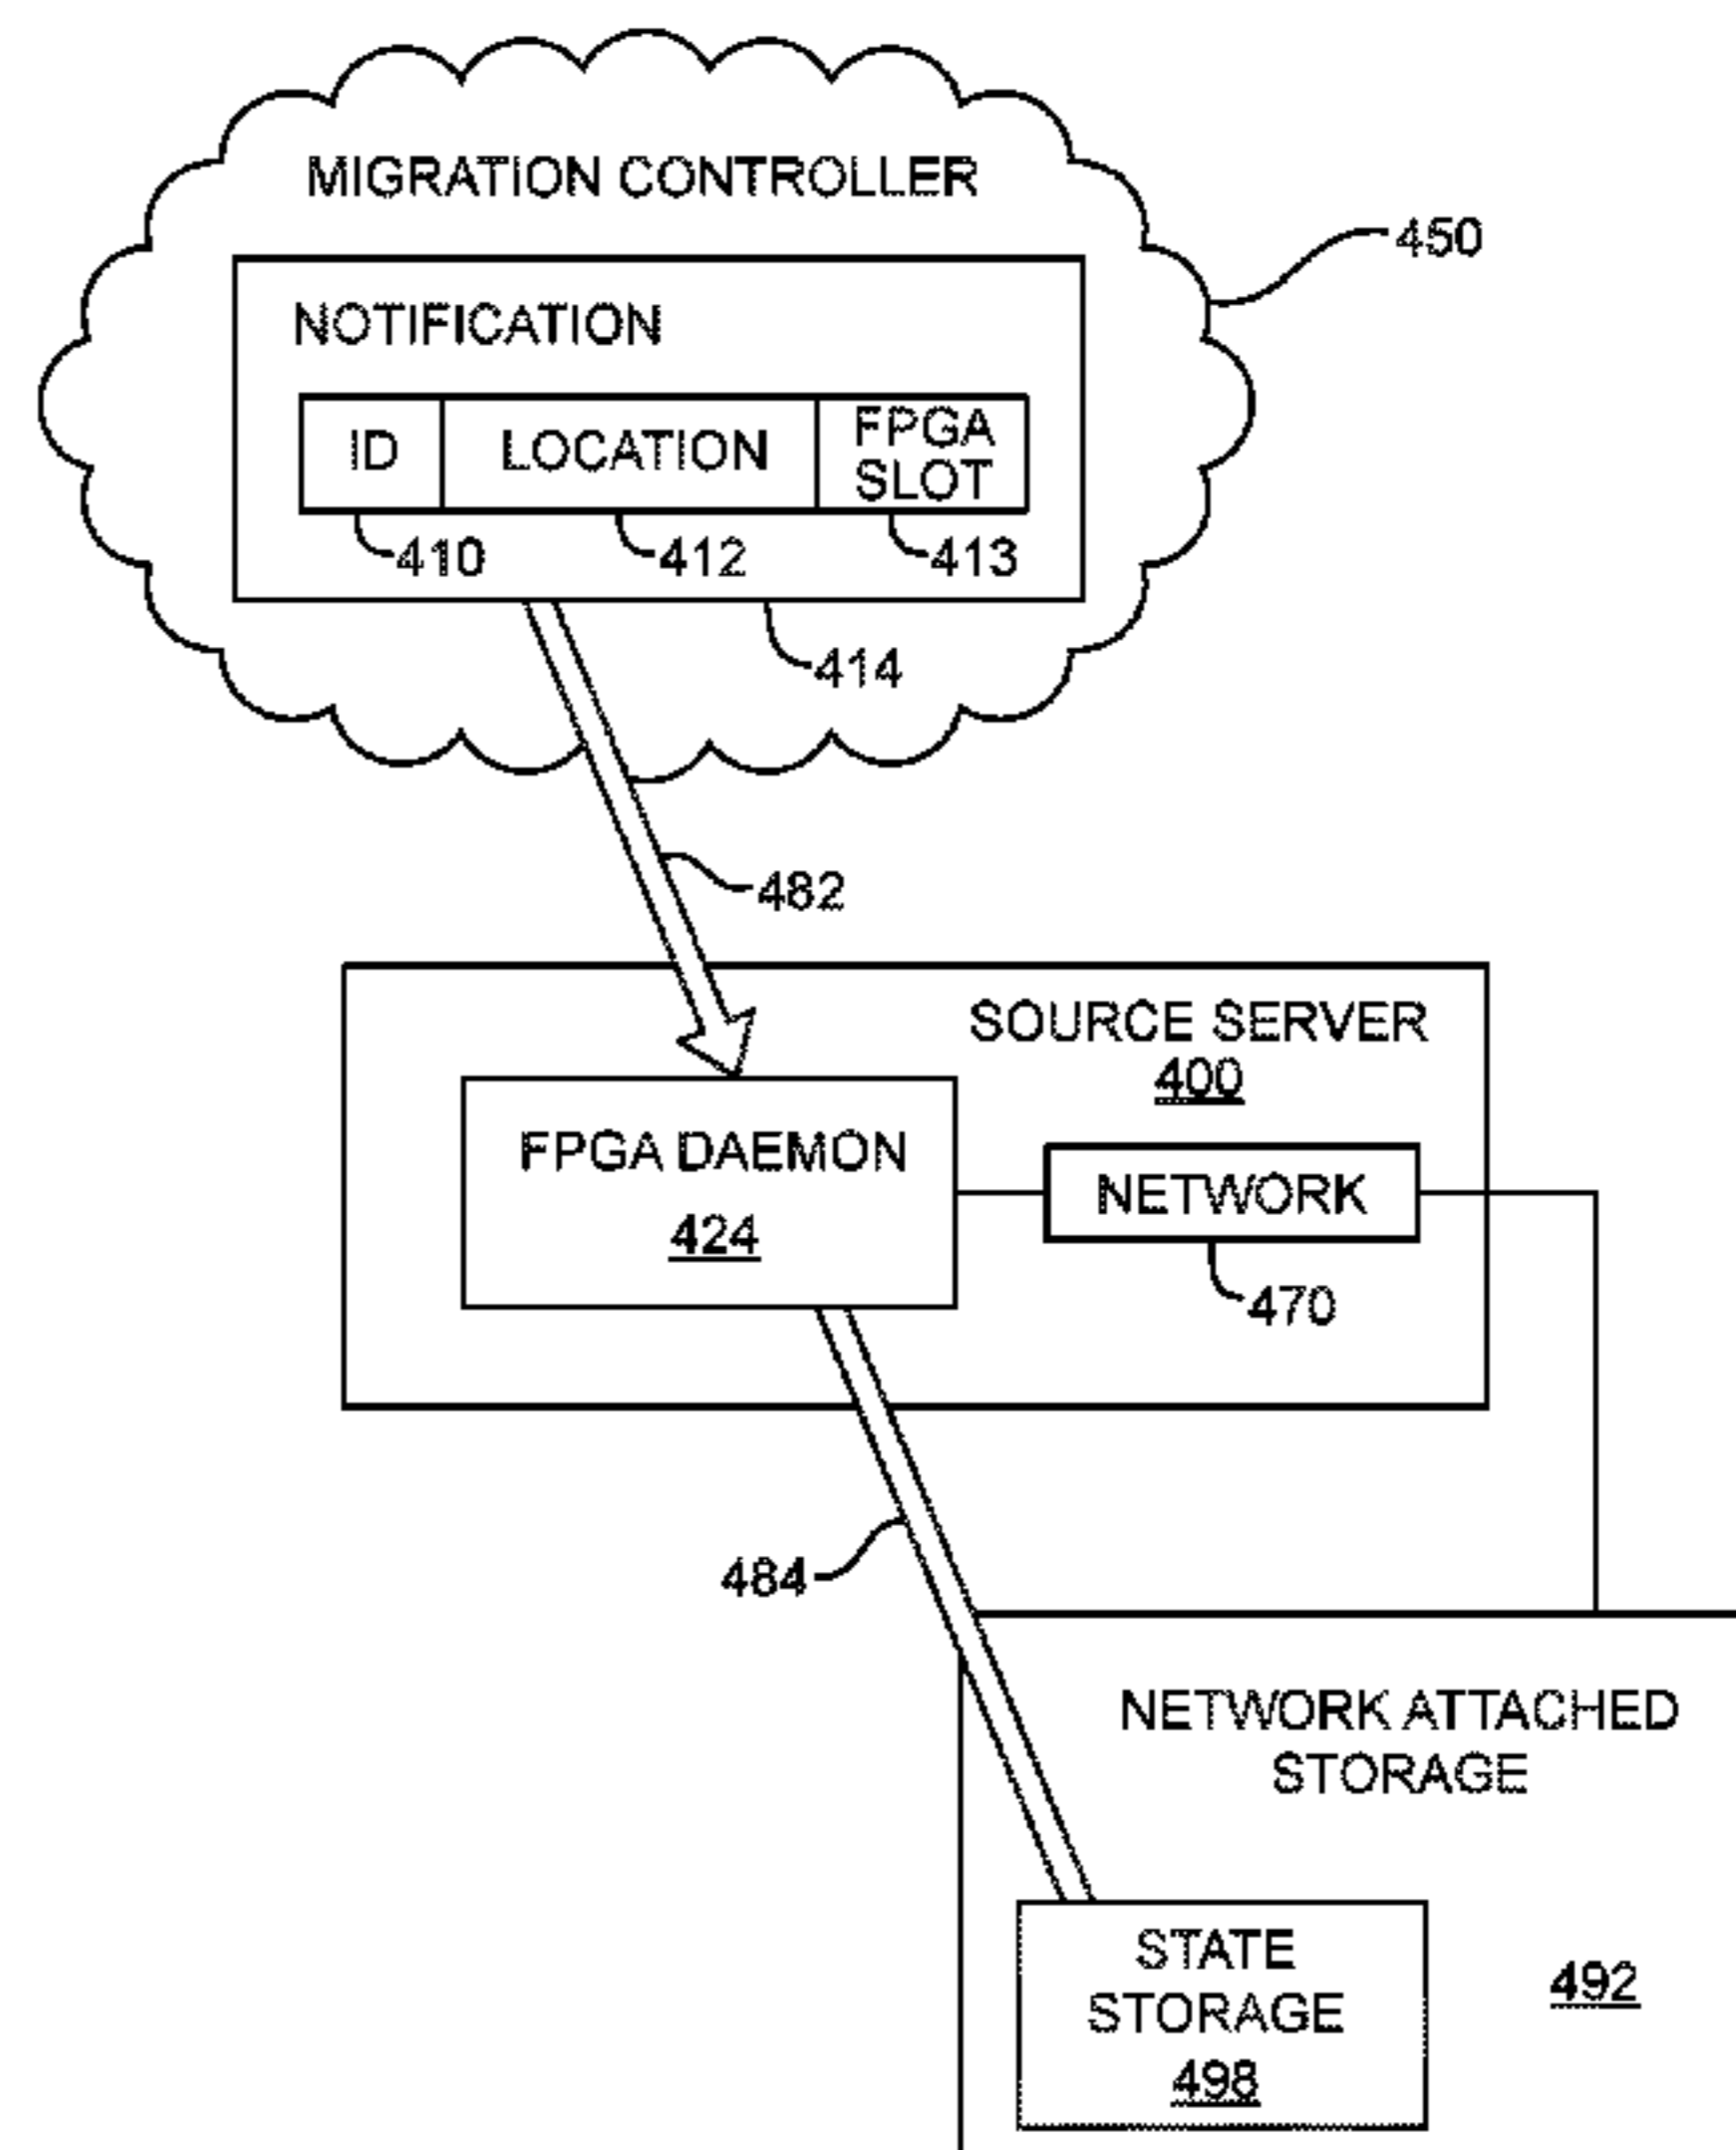 MIGRATION CONTROLLER
450
NOTIFICATION
ID
LOCATION
FPGA
SLOT
410
412
413
414
482
SOURCE SERVER
400
FPGA DAEMON
424
NETWORK
470
484
NETWORK ATTACHED
STORAGE
STATE
STORAGE
498
492